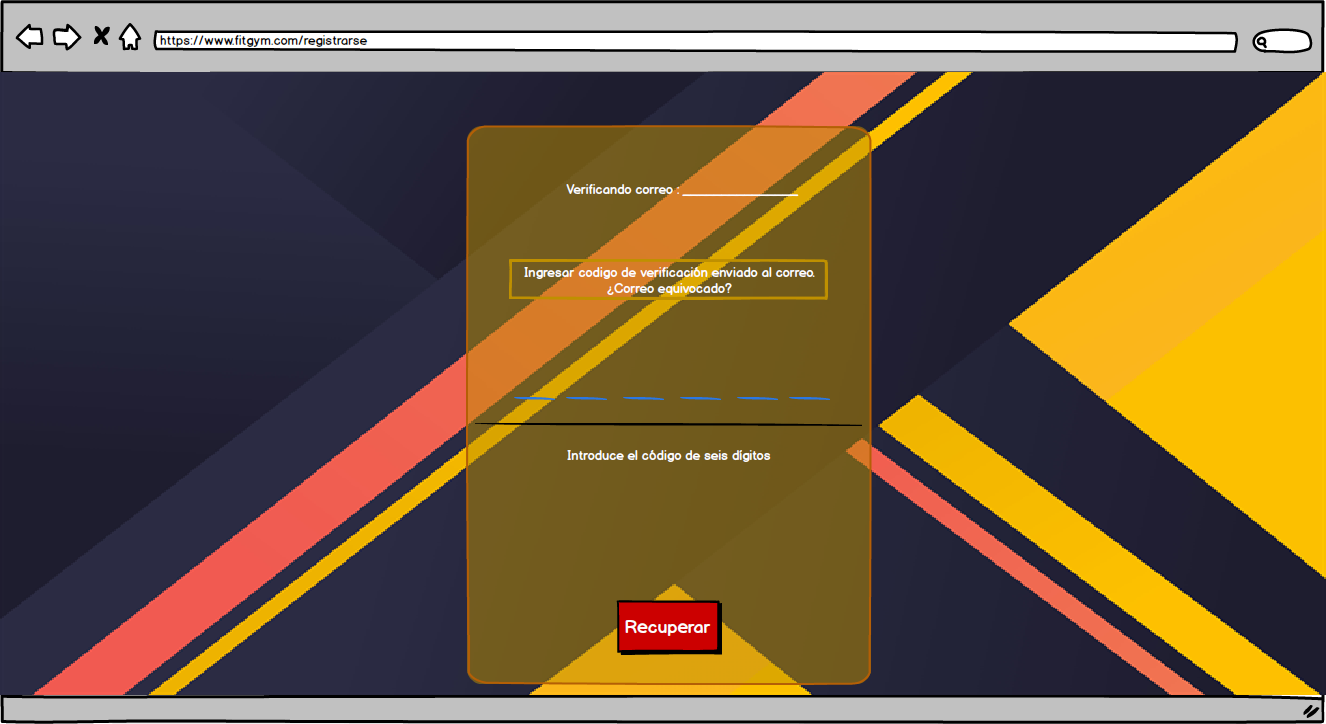 https://www.fitgym.com/registrarse
Verificando correo :
Ingresar codigo de verificación enviado al correo.
¿Correo equivocado?
Introduce el código de seis dígitos
Recuperar